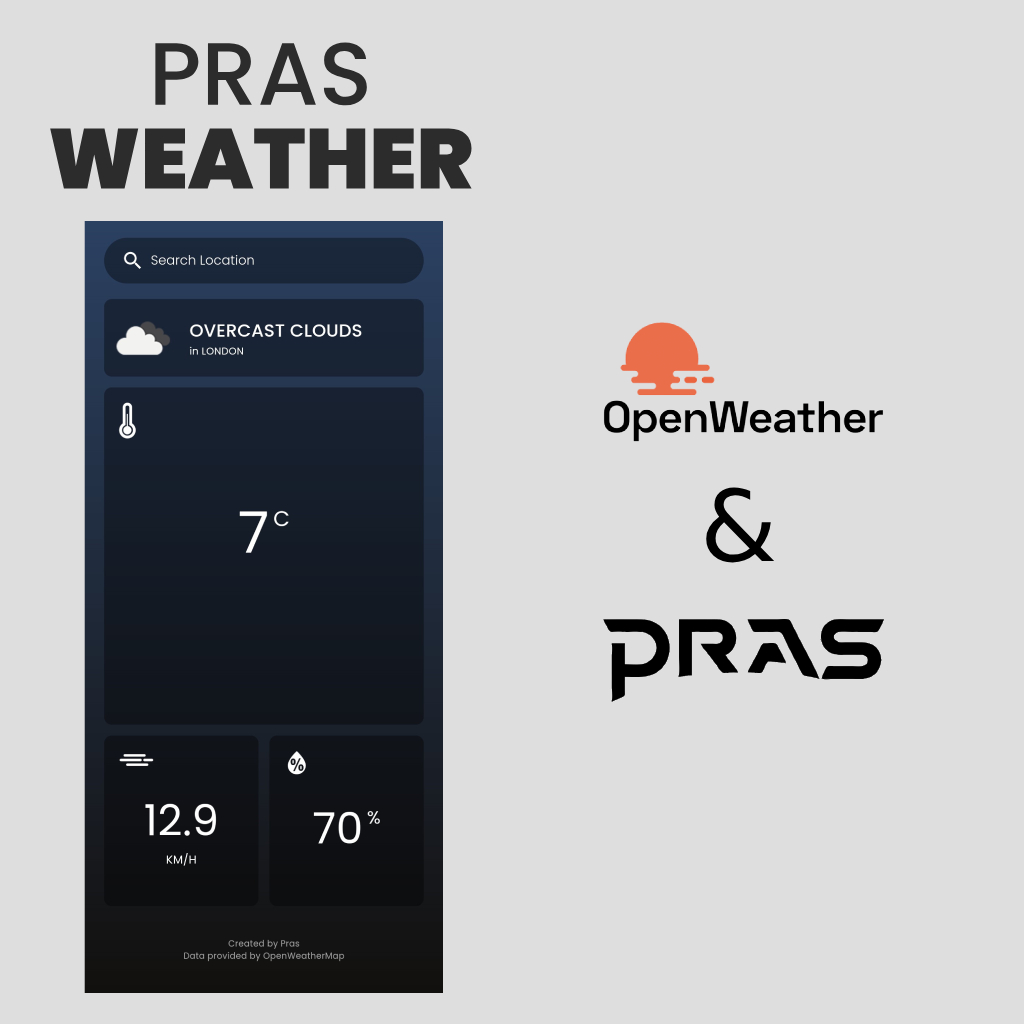 PRAS
WEATHER
Search Location
OVERCAST CLOUDS
in LONDON
7 C
12.9
KM/H
70 %
Created by Pras
Data provided by OpenWeatherMap
OpenWeather
&
PRAS